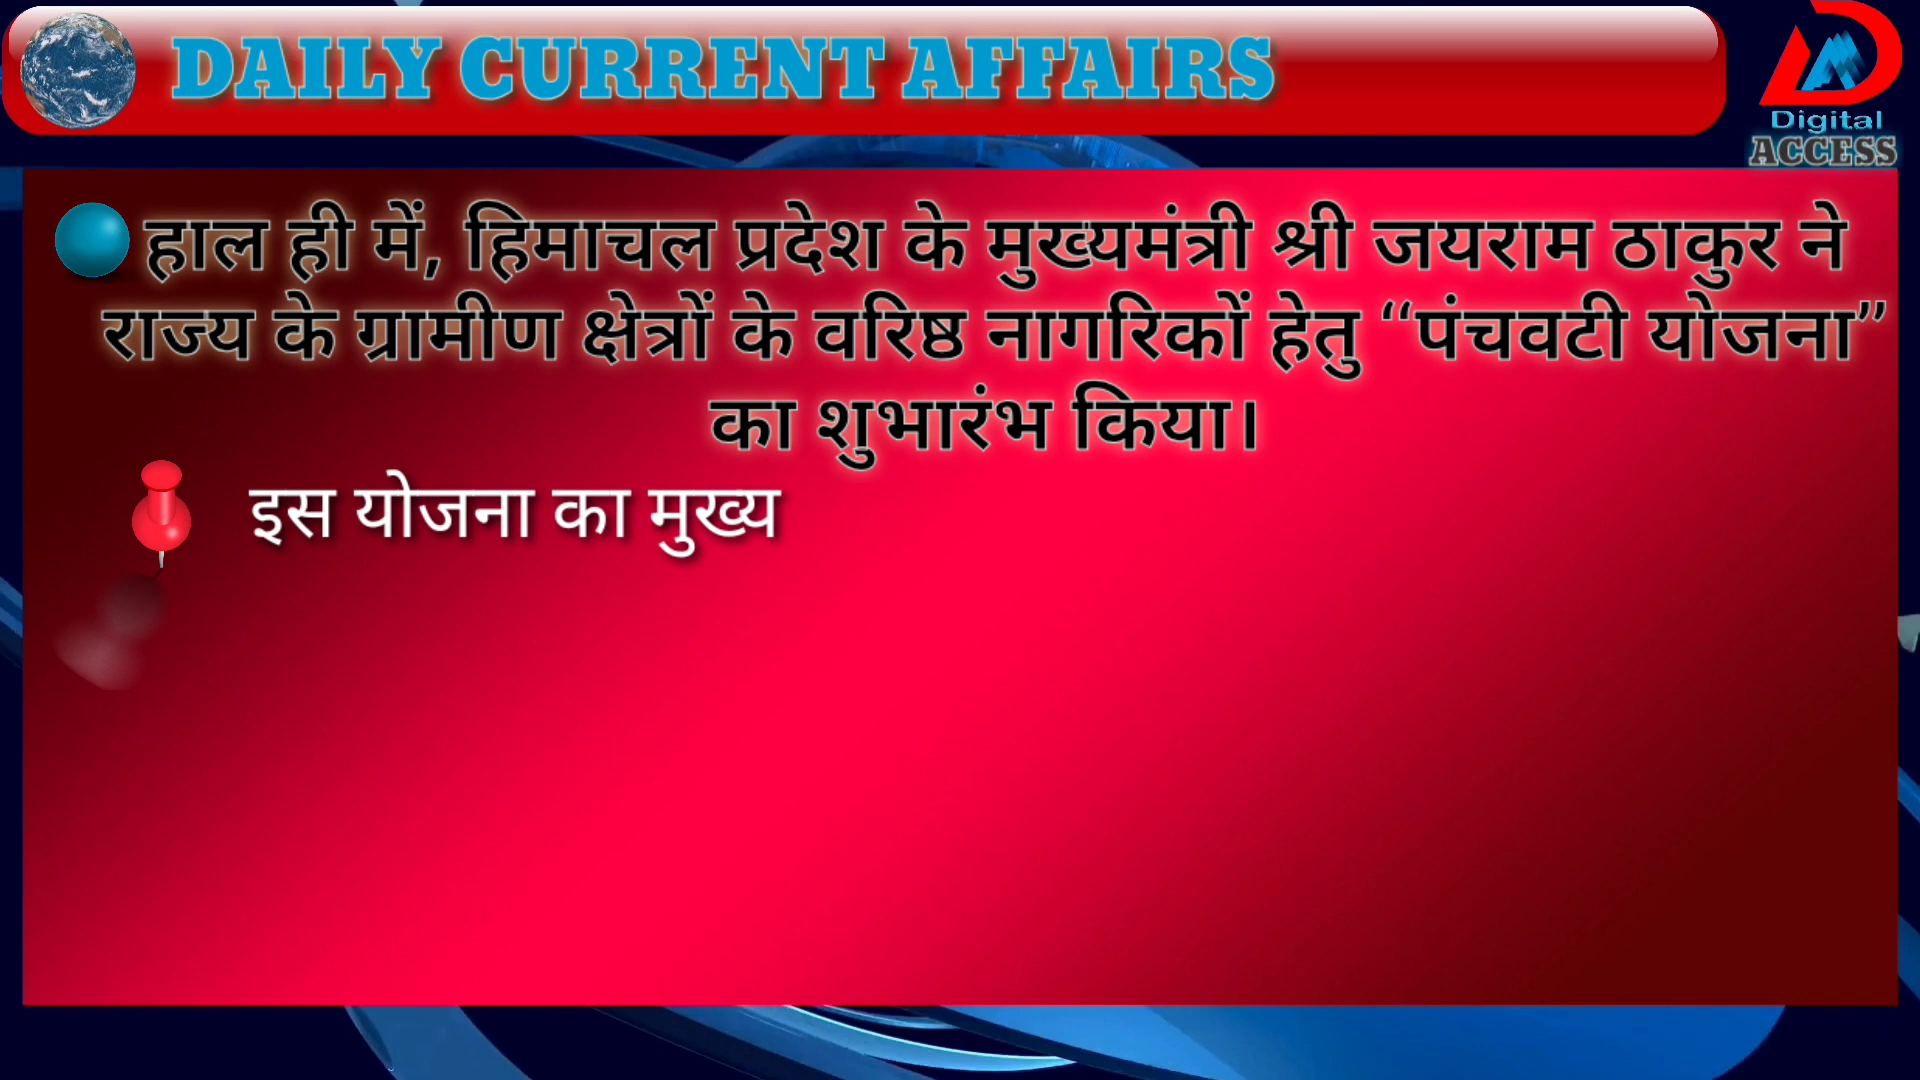 DAILY CURRENT AFFAIRS
Digital
ACCESS
हाल ही में, हिमाचल प्रदेश के मुख्यमंत्री श्री जयराम ठाकुर ने
राज्य के ग्रामीण क्षेत्रों के वरिष्ठ नागरिकों हेतु “पंचवटी योजना”
का शुभारंभ किया।
इस योजना का मुख्य